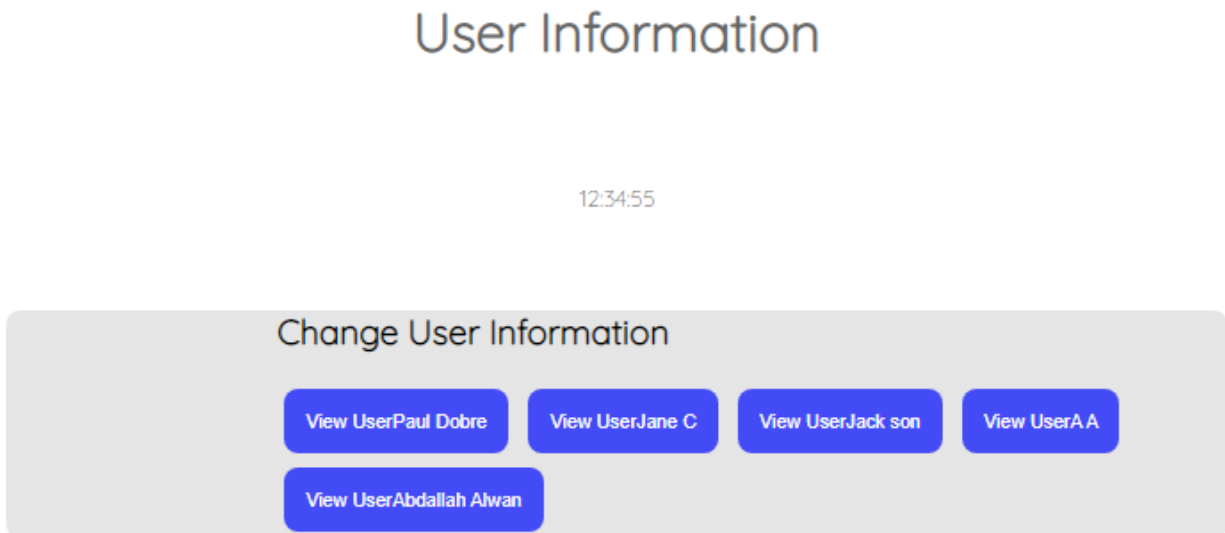 User Information
12:34:55
Change User Information
View UserPaul Dobre View UserJane C View UserJack son View UserA A
View UserAbdallah Alwan